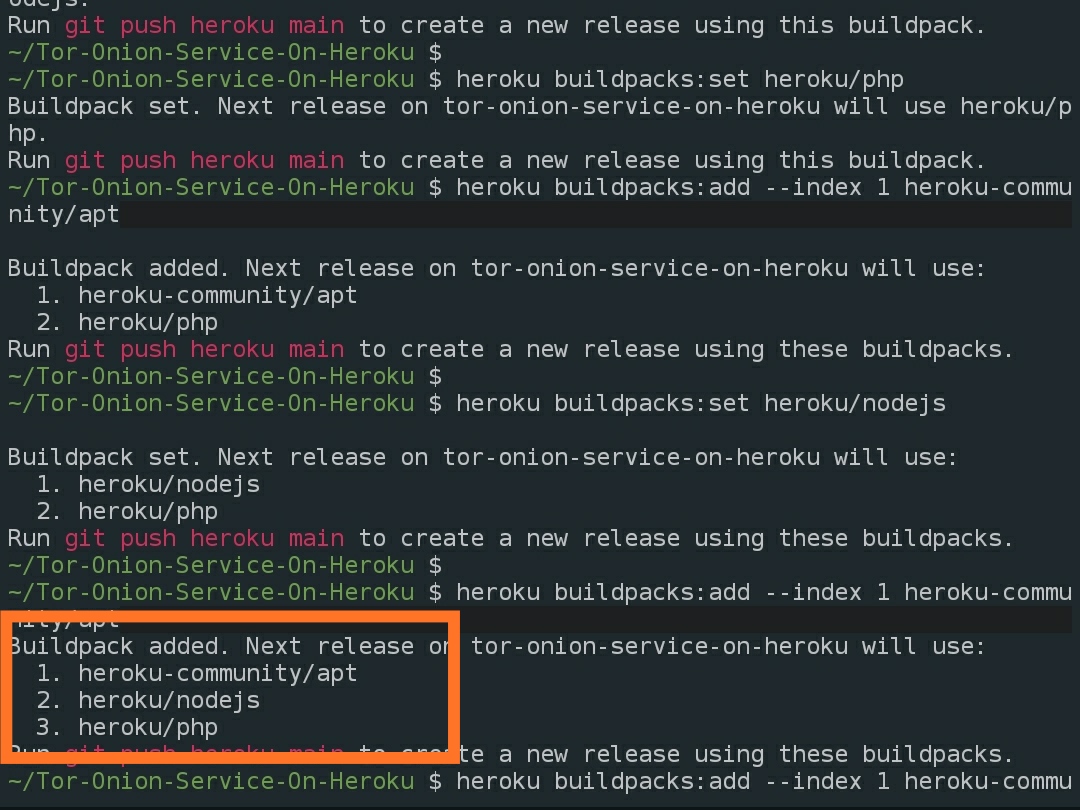 odejs.
Run git push heroku main to create a new release using this buildpack.
~/Tor-Onion-Service-On-Heroku $
~/Tor-Onion-Service-On-Heroku $ heroku buildpacks:set heroku/php
Buildpack set. Next release on tor-onion-service-on-heroku will use heroku/p
hp.
Run git push heroku main to create a new release using this buildpack.
~/Tor-Onion-Service-On-Heroku $ heroku buildpacks:add --index 1 heroku-commu
nity/apt
Buildpack added. Next release on tor-onion-service-on-heroku will use:
1. heroku-community/apt
2. heroku/php
Run git push heroku main to create a new release using these buildpacks.
~/Tor-Onion-Service-On-Heroku $
~/Tor-Onion-Service-On-Heroku $ heroku buildpacks:set heroku/nodejs
Buildpack set. Next release on tor-onion-service-on-heroku will use:
1. heroku/nodejs
2. heroku/php
Run git push heroku main to create a new release using these buildpacks.
~/Tor-Onion-Service-On-Heroku $
~/Tor-Onion-Service-On-Heroku $ heroku buildpacks:add --index 1 heroku-commu
nity/apt
Buildpack added. Next release on tor-onion-service-on-heroku will use:
1. heroku-community/apt
2. heroku/nodejs
3. heroku/php
Run git push heroku main to create a new release using these buildpacks.
~/Tor-Onion-Service-On-Heroku $ heroku buildpacks:add --index 1 heroku-commu